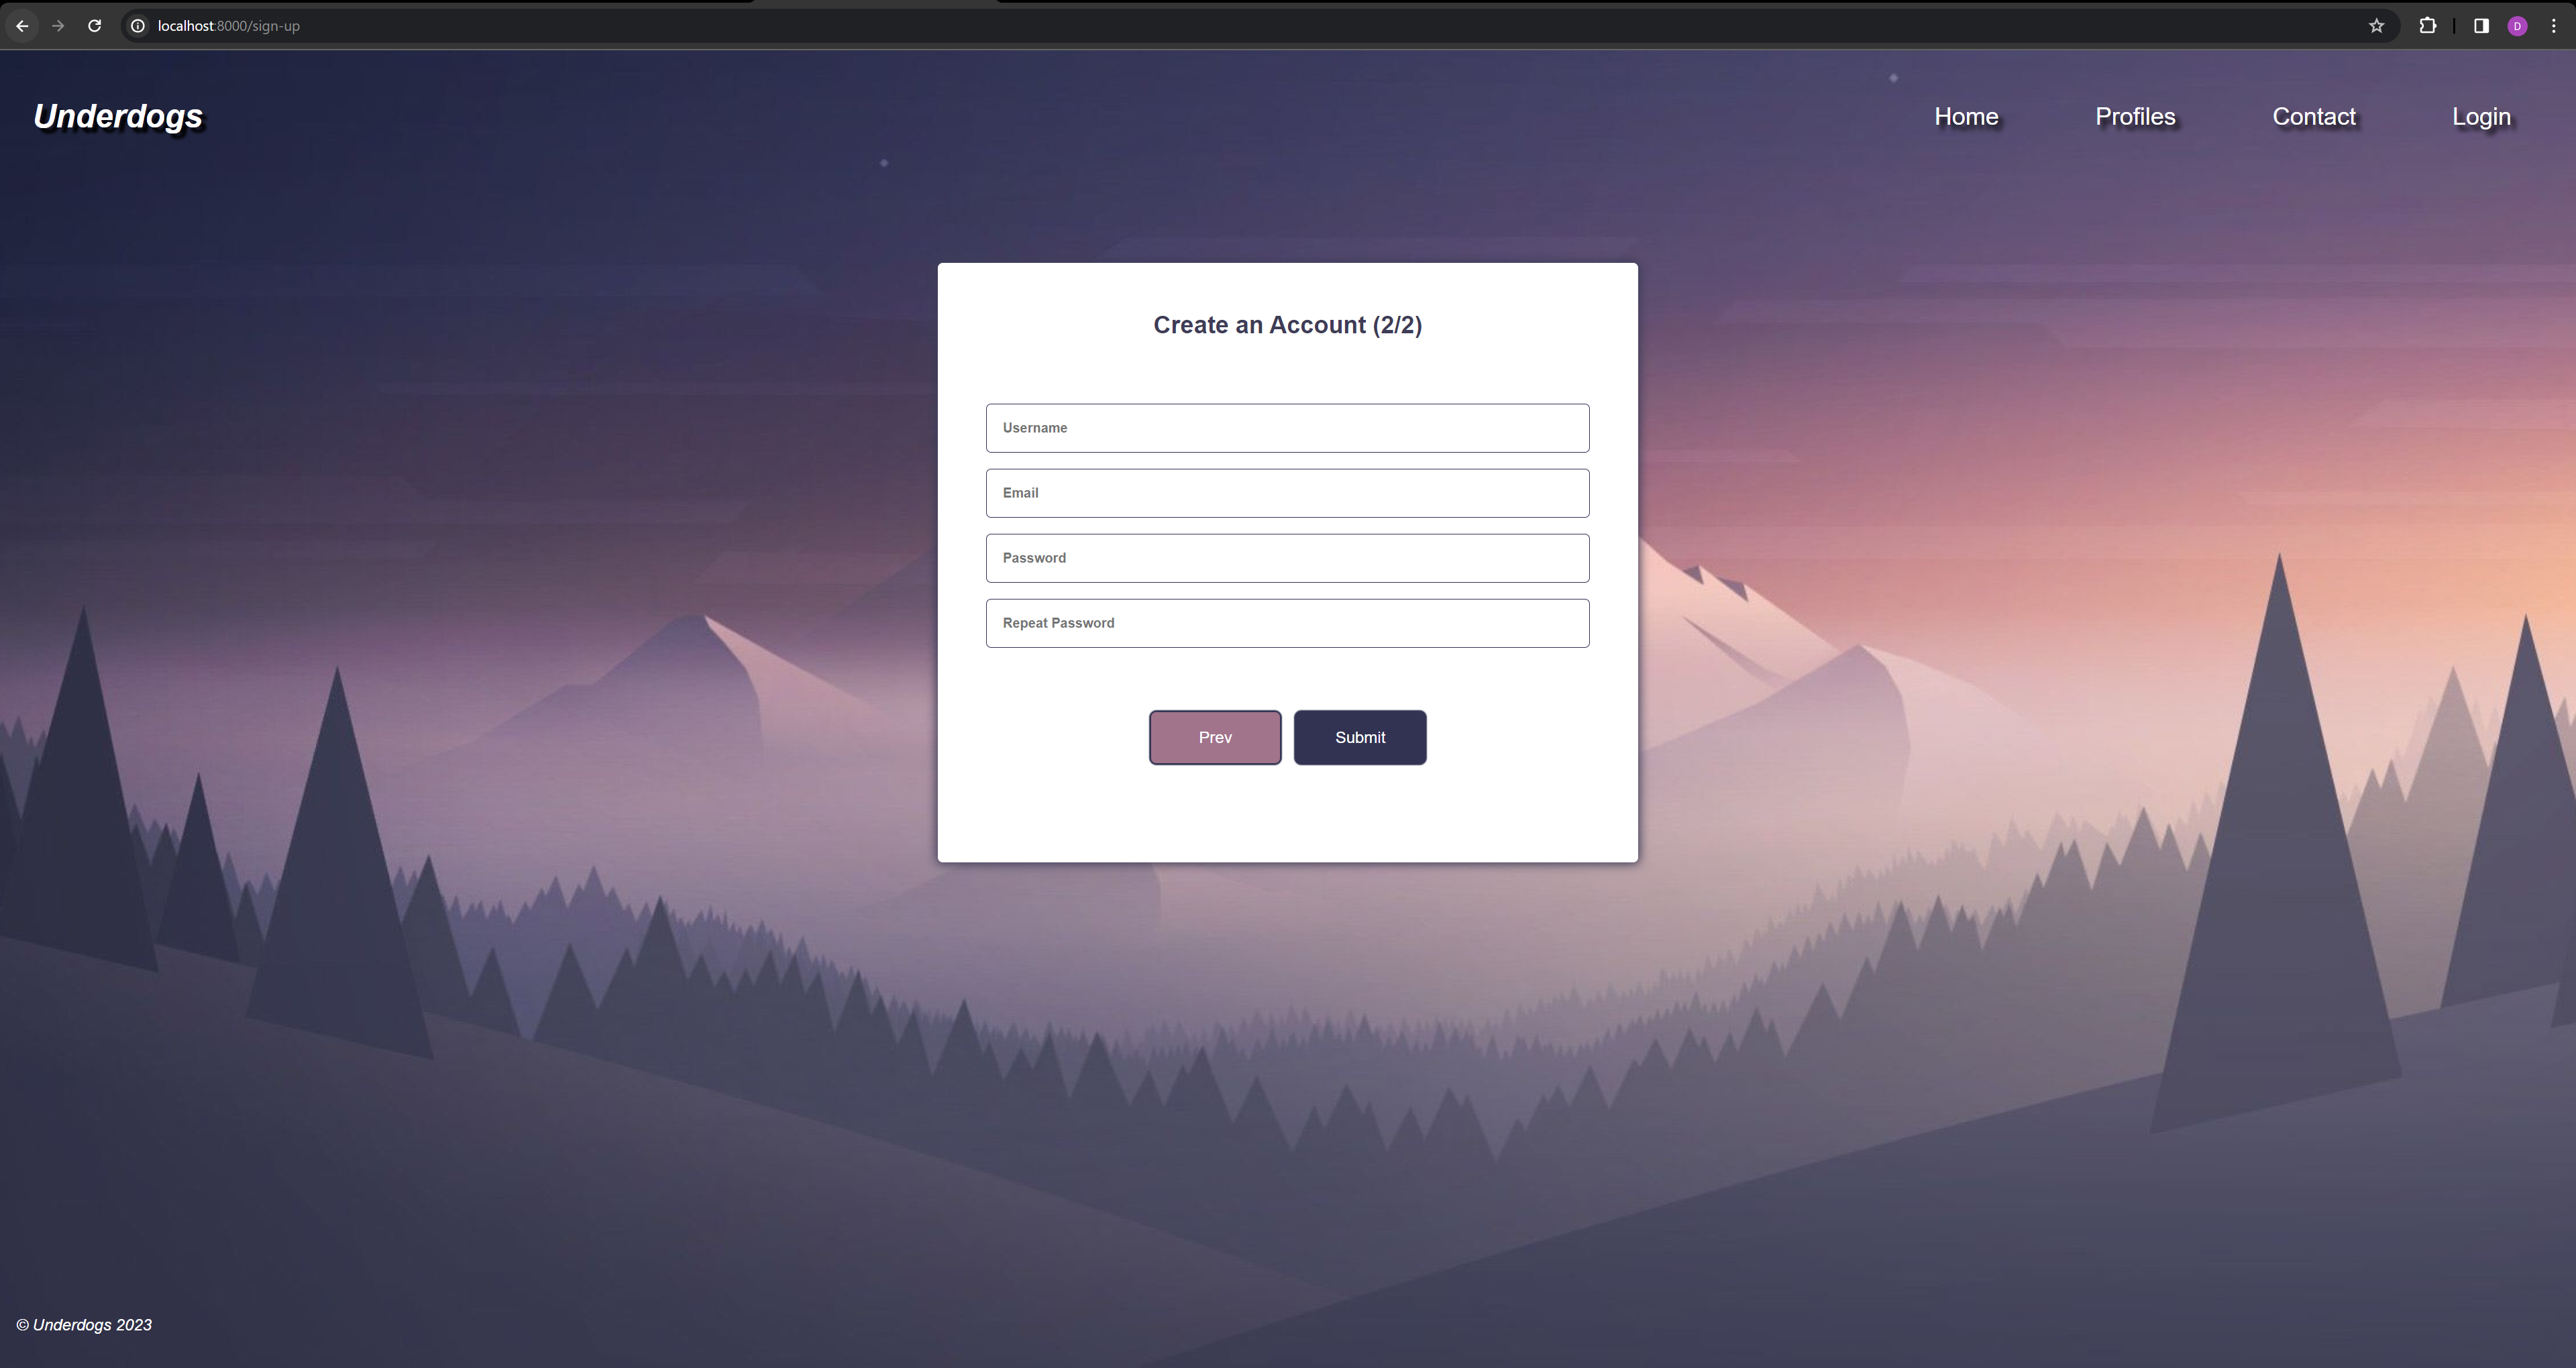 localhost:8000/sign-up
D
Underdogs
Home Profiles Contact Login
Create an Account (2/2)
Username
Email
Password
Repeat Password
Prev Submit
© Underdogs 2023